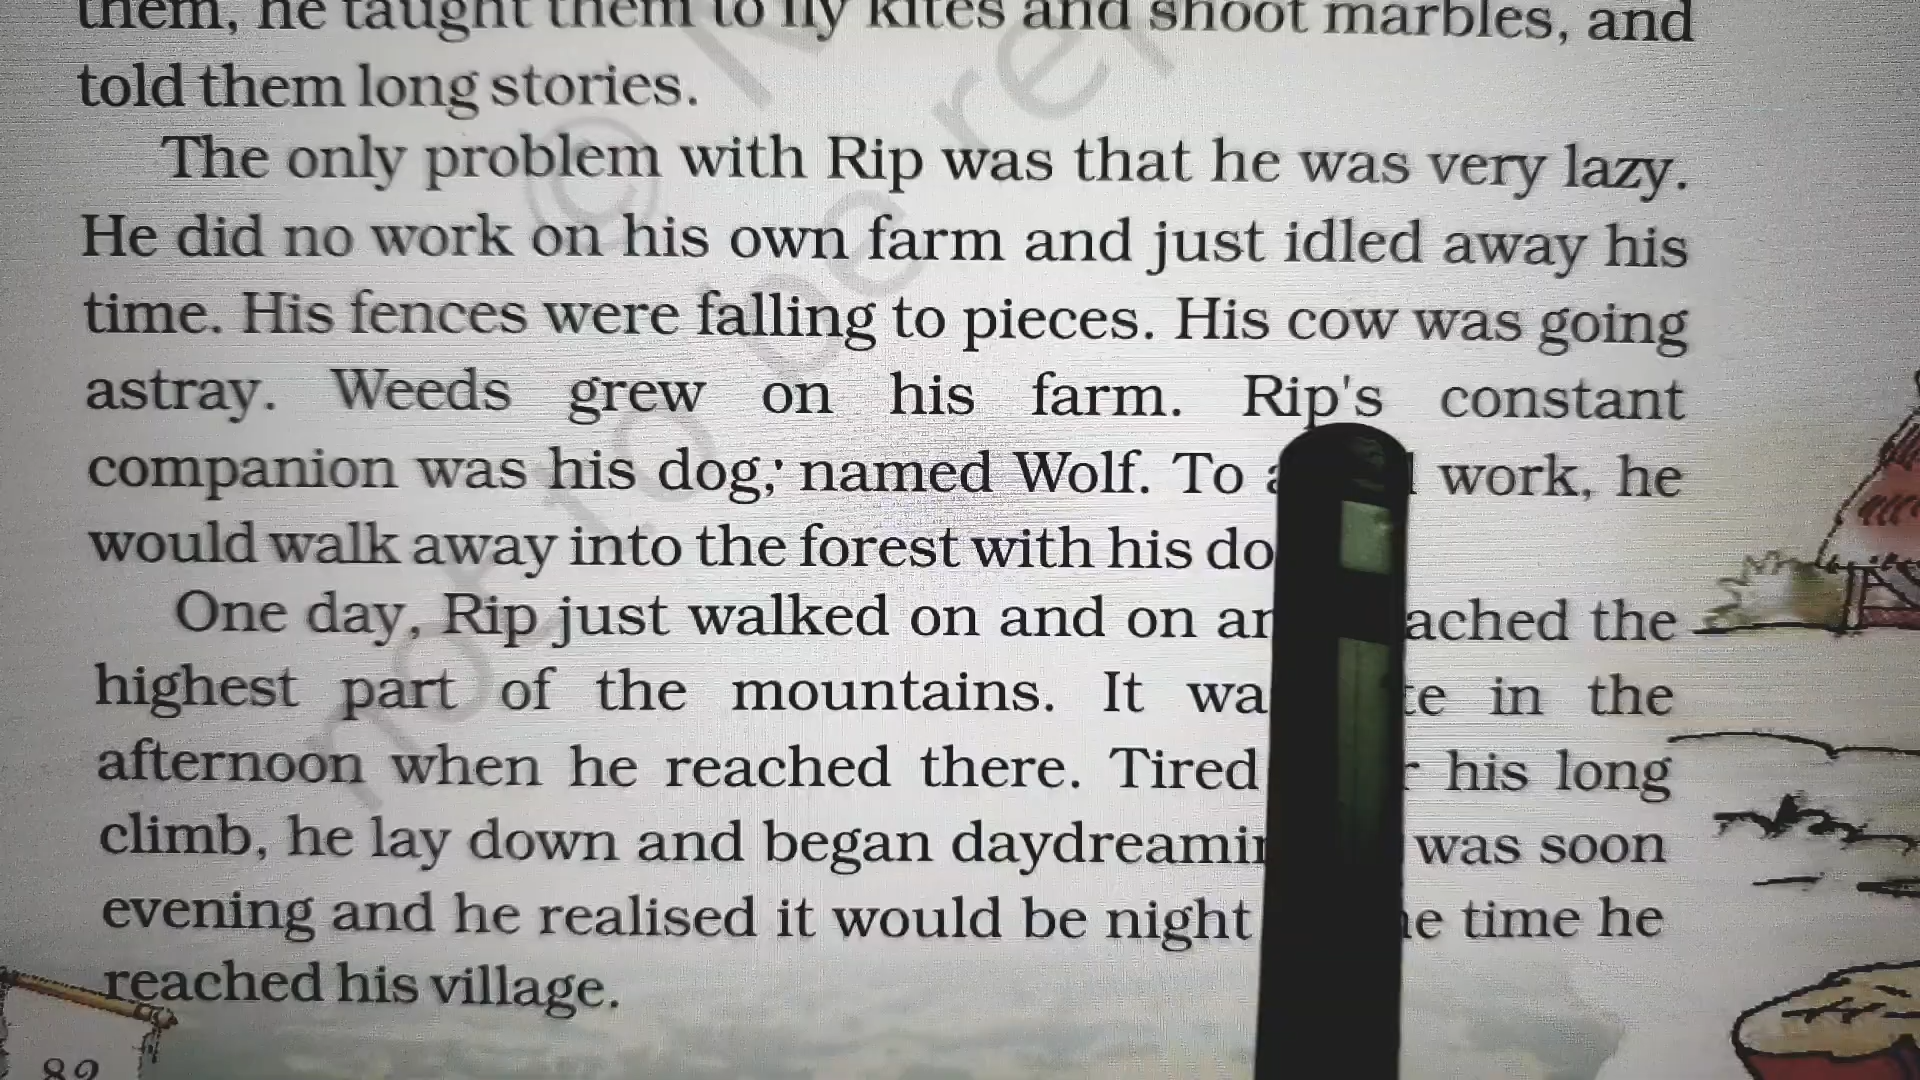 them, he taught them to fly kites and shoot marbles, and
told them long stories.
The only problem with Rip was that he was very lazy.
He did no work on his own farm and just idled away his
time. His fences were falling to pieces. His cow was going
astray. Weeds grew on his farm. Rip's constant
companion was his dog; named Wolf. To work, he
would walk away into the forest with his
One day, Rip just walked on and on the
highest part of the mountains. It in the
afternoon when he reached there. Tired his long
climb, he lay down and began was soon
evening and he realised it would be night time he
reached his village.
82
© N
not to be re